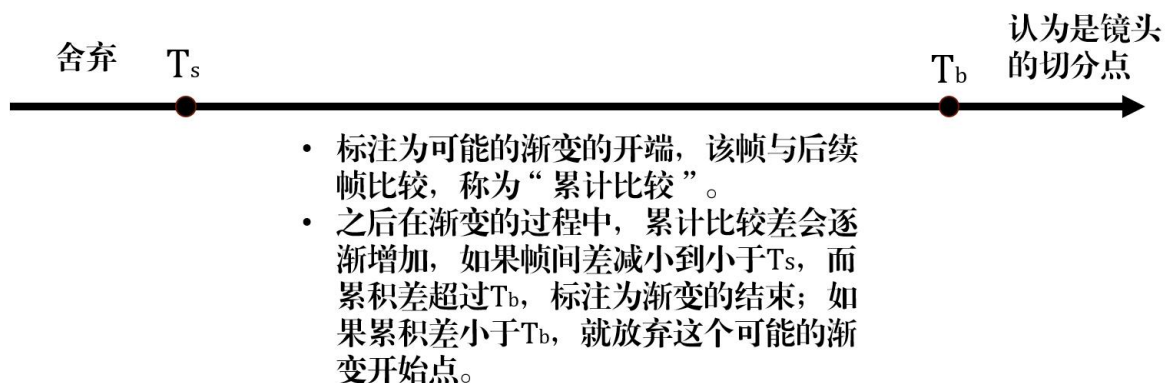 舍弃
Ts
Tb
认为是镜头
的切分点
• 标注为可能的渐变的开端，该帧与后续
帧比较，称为“累计比较”。
• 之后在渐变的过程中，累计比较差会逐
渐增加，如果帧间差减小到小于Ts，而
累积差超过Tb，标注为渐变的结束；如
果累积差小于Tb，就放弃这个可能的渐
变开始点。